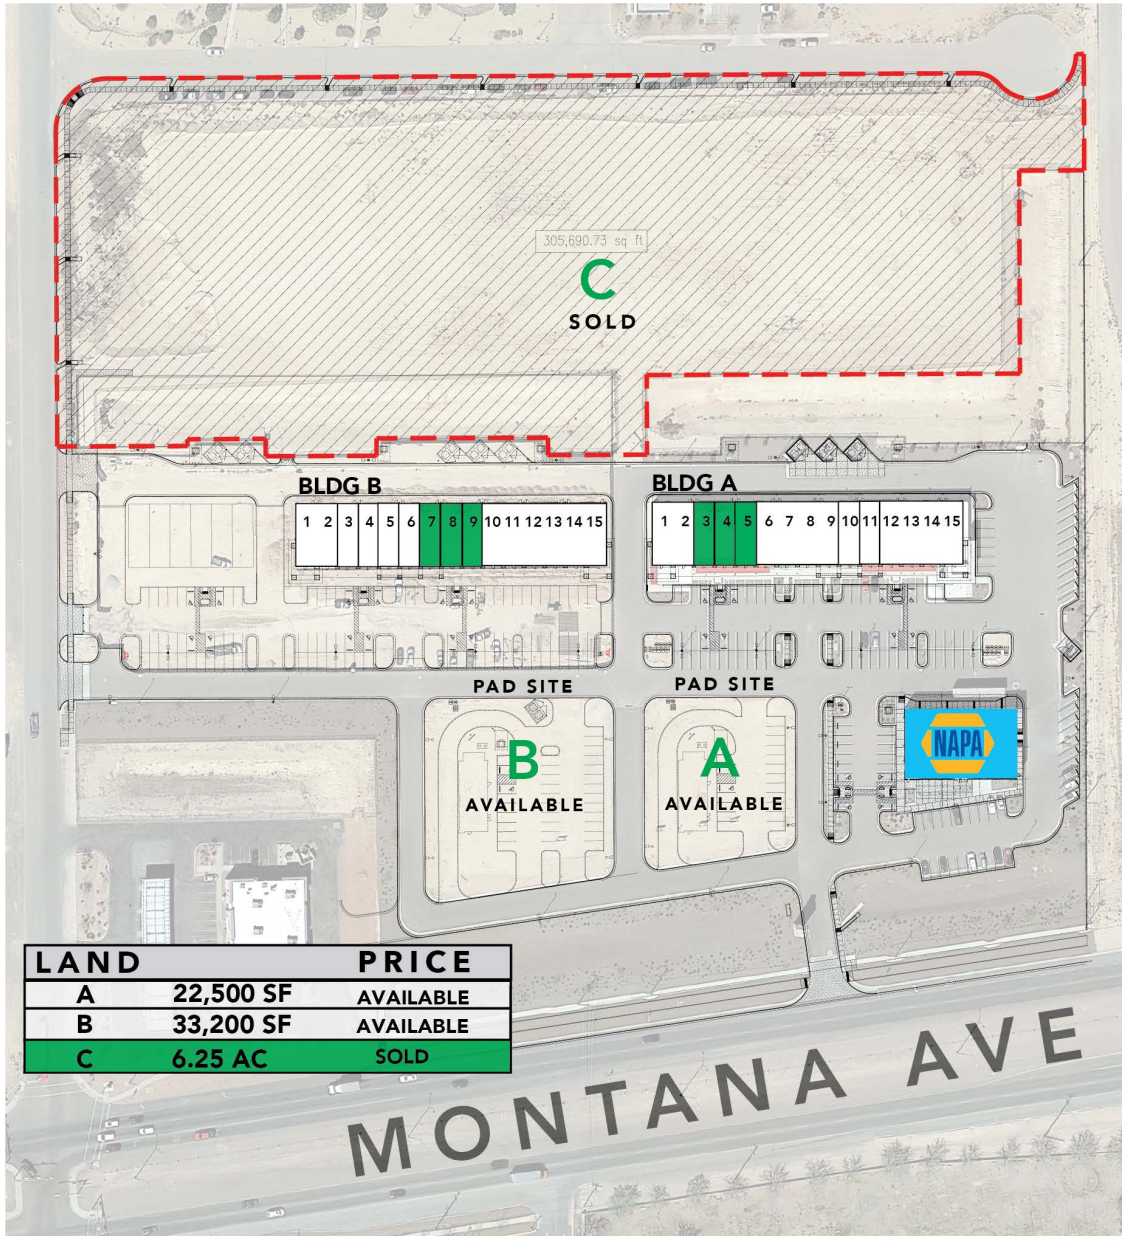 305,690.73 sq ft
C
SOLD
BLDG B
1 2 3 4 5 6 7 8 9 10 11 12 13 14 15
BLDG A
1 2 3 4 5 6 7 8 9 10 11 12 13 14 15
PAD SITE
B
AVAILABLE
PAD SITE
A
AVAILABLE
NAPA
LAND PRICE
A 22,500 SF AVAILABLE
B 33,200 SF AVAILABLE
C 6.25 AC SOLD
MONTANA AVE